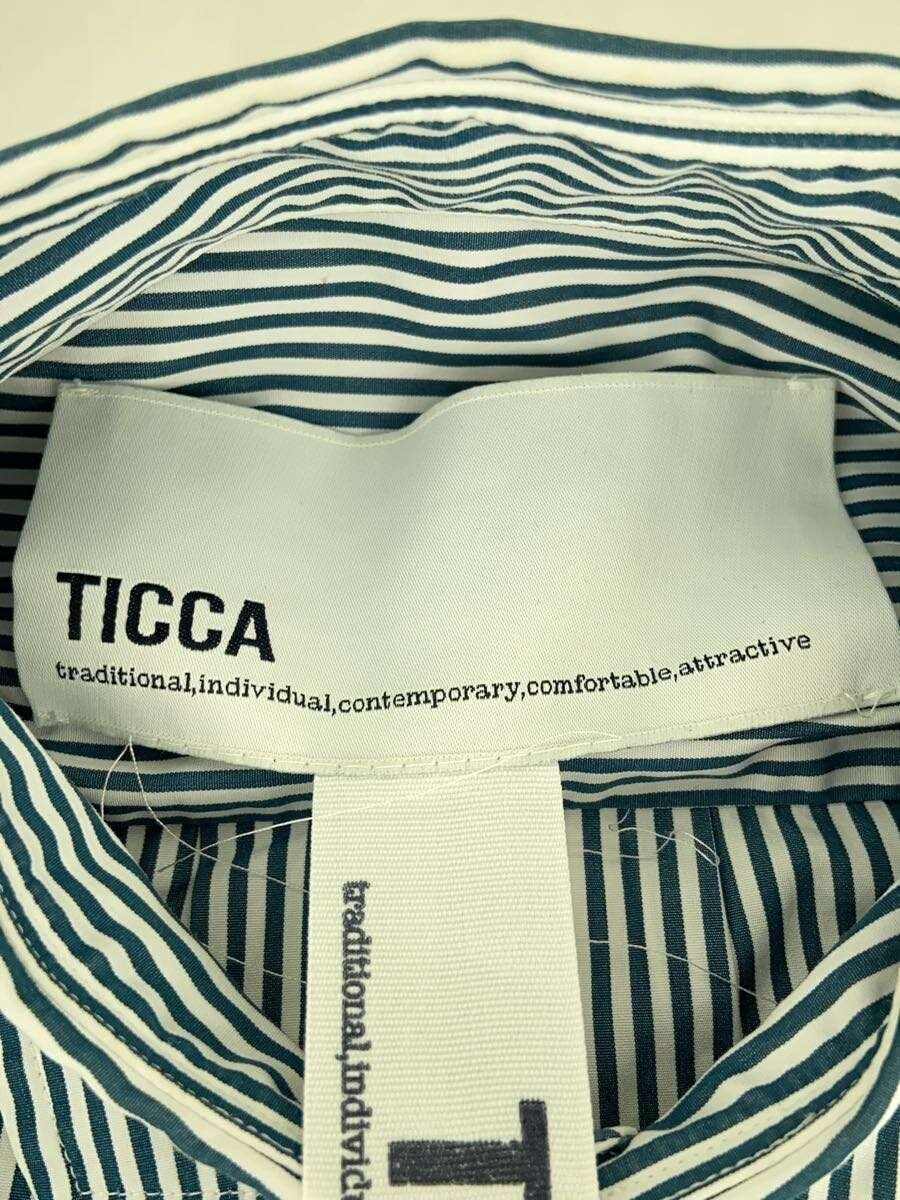 TICCA
traditional,individual,contemporary,comfortable,attractive
traditional,individ
T